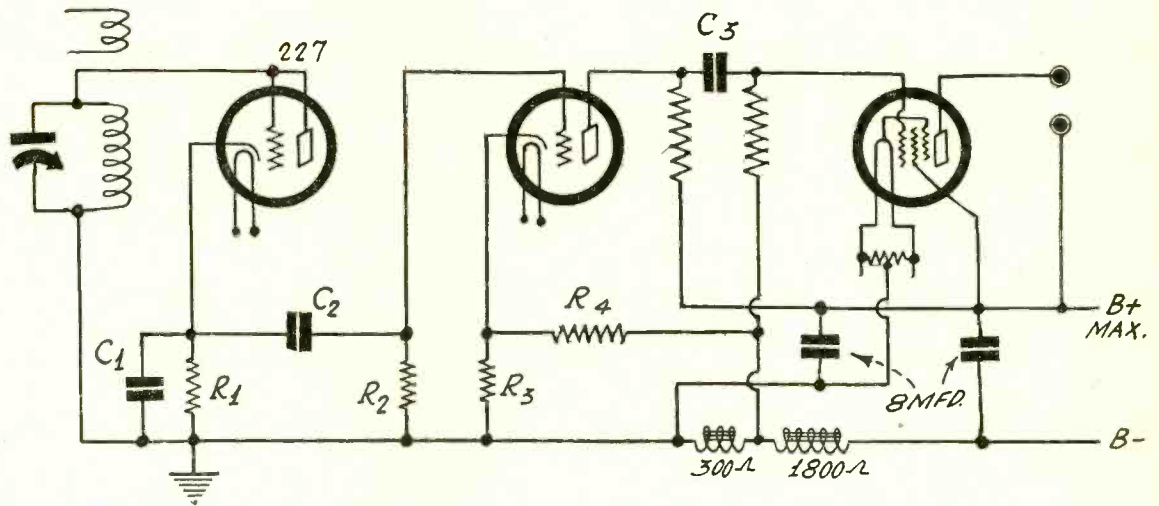 227
C3
C2
R4
B+
MAX.
C1
R1
R2
R3
8MFD.
B-
300Ω
1800Ω